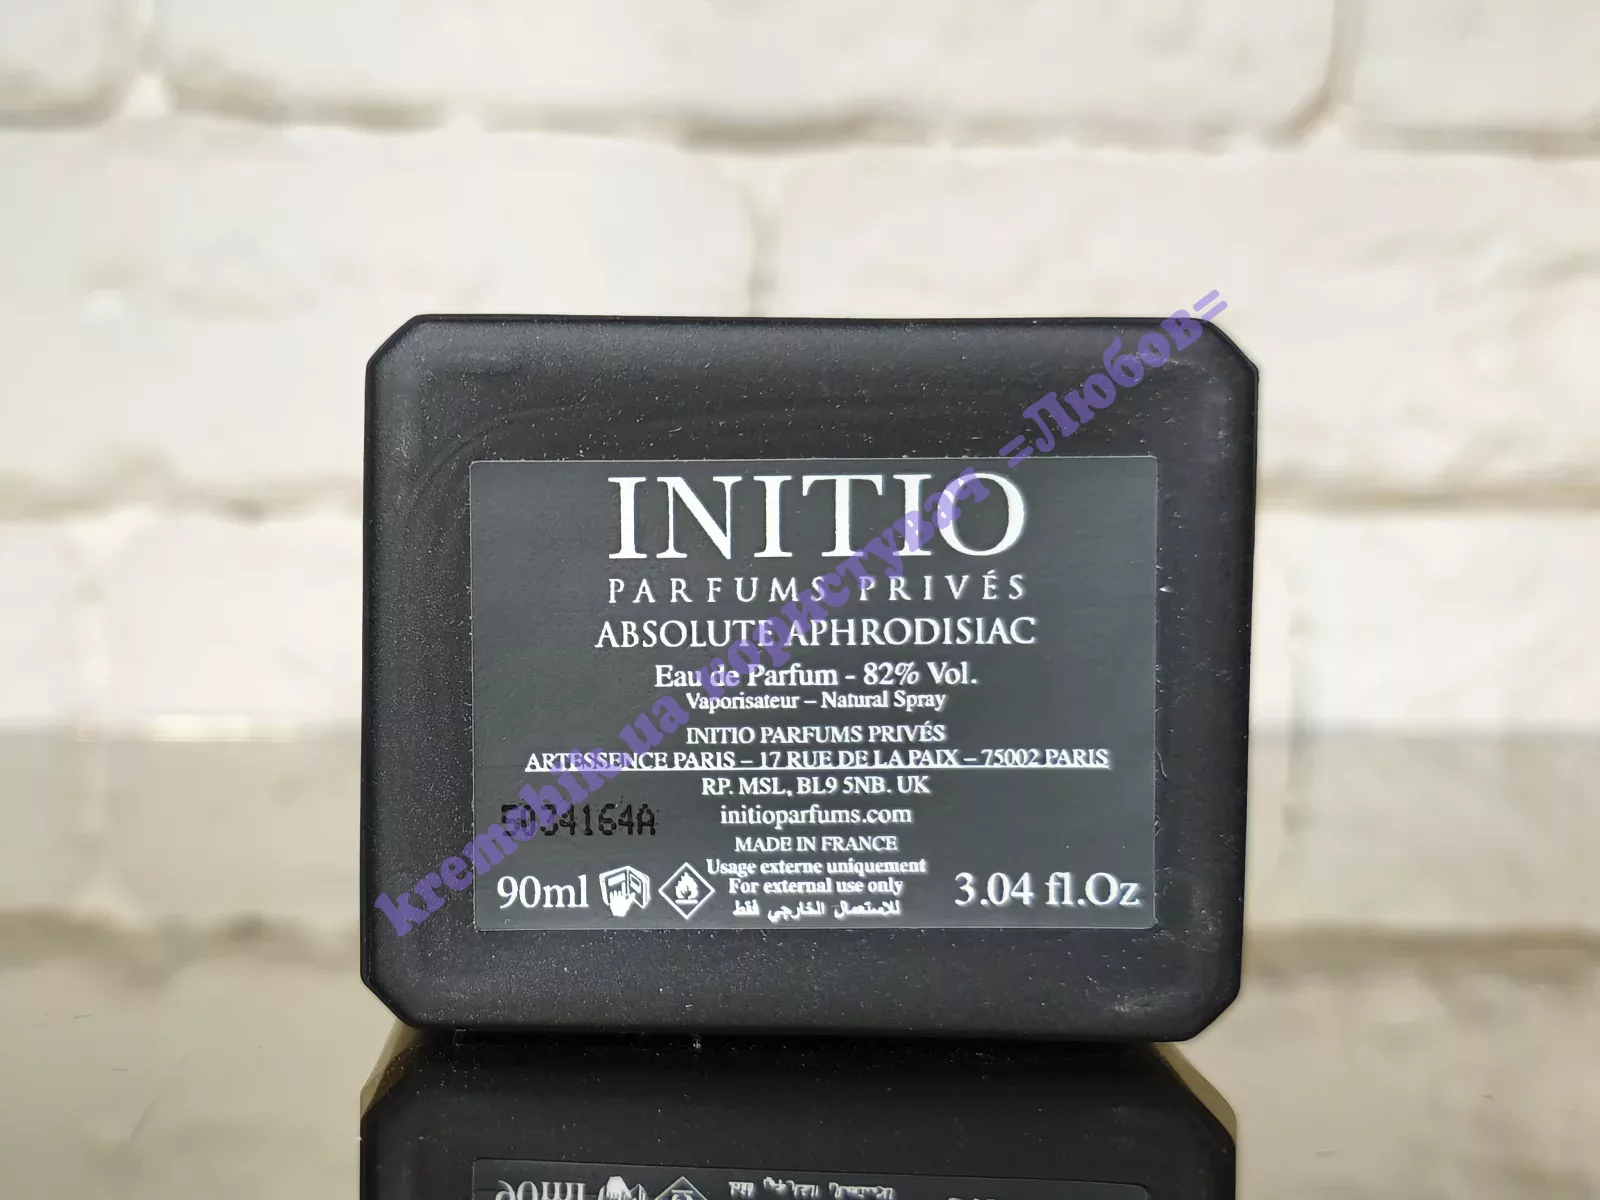 INITIO
PARFUMS PRIVÉS
ABSOLUTE APHRODISIAC
Eau de Parfum - 82% Vol.
Vaporisateur – Natural Spray
INITIO PARFUMS PRIVÉS
ARTESSENCE PARIS – 17 RUE DE LA PAIX – 75002 PARIS
RP. MSL, BL9 5NB. UK
initioparfums.com
5034164A
MADE IN FRANCE
Usage externe uniquement
For external use only
للاستعمال الخارجي فقط
90ml
3.04 fl.Oz
kremchik.ua користувач =Любов=
90ml